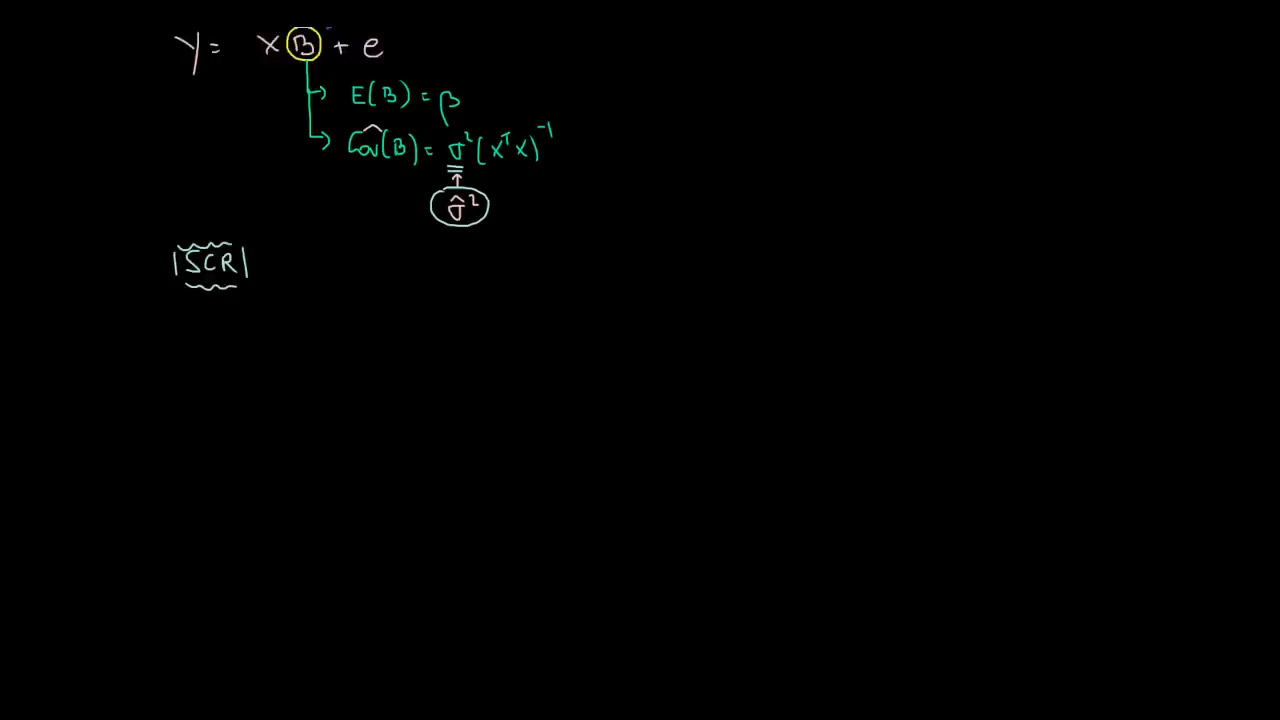 Y = XB + e
E(B) = β
Cov̂(B) = σ²(XᵀX)⁻¹
σ̂²
|SCR|